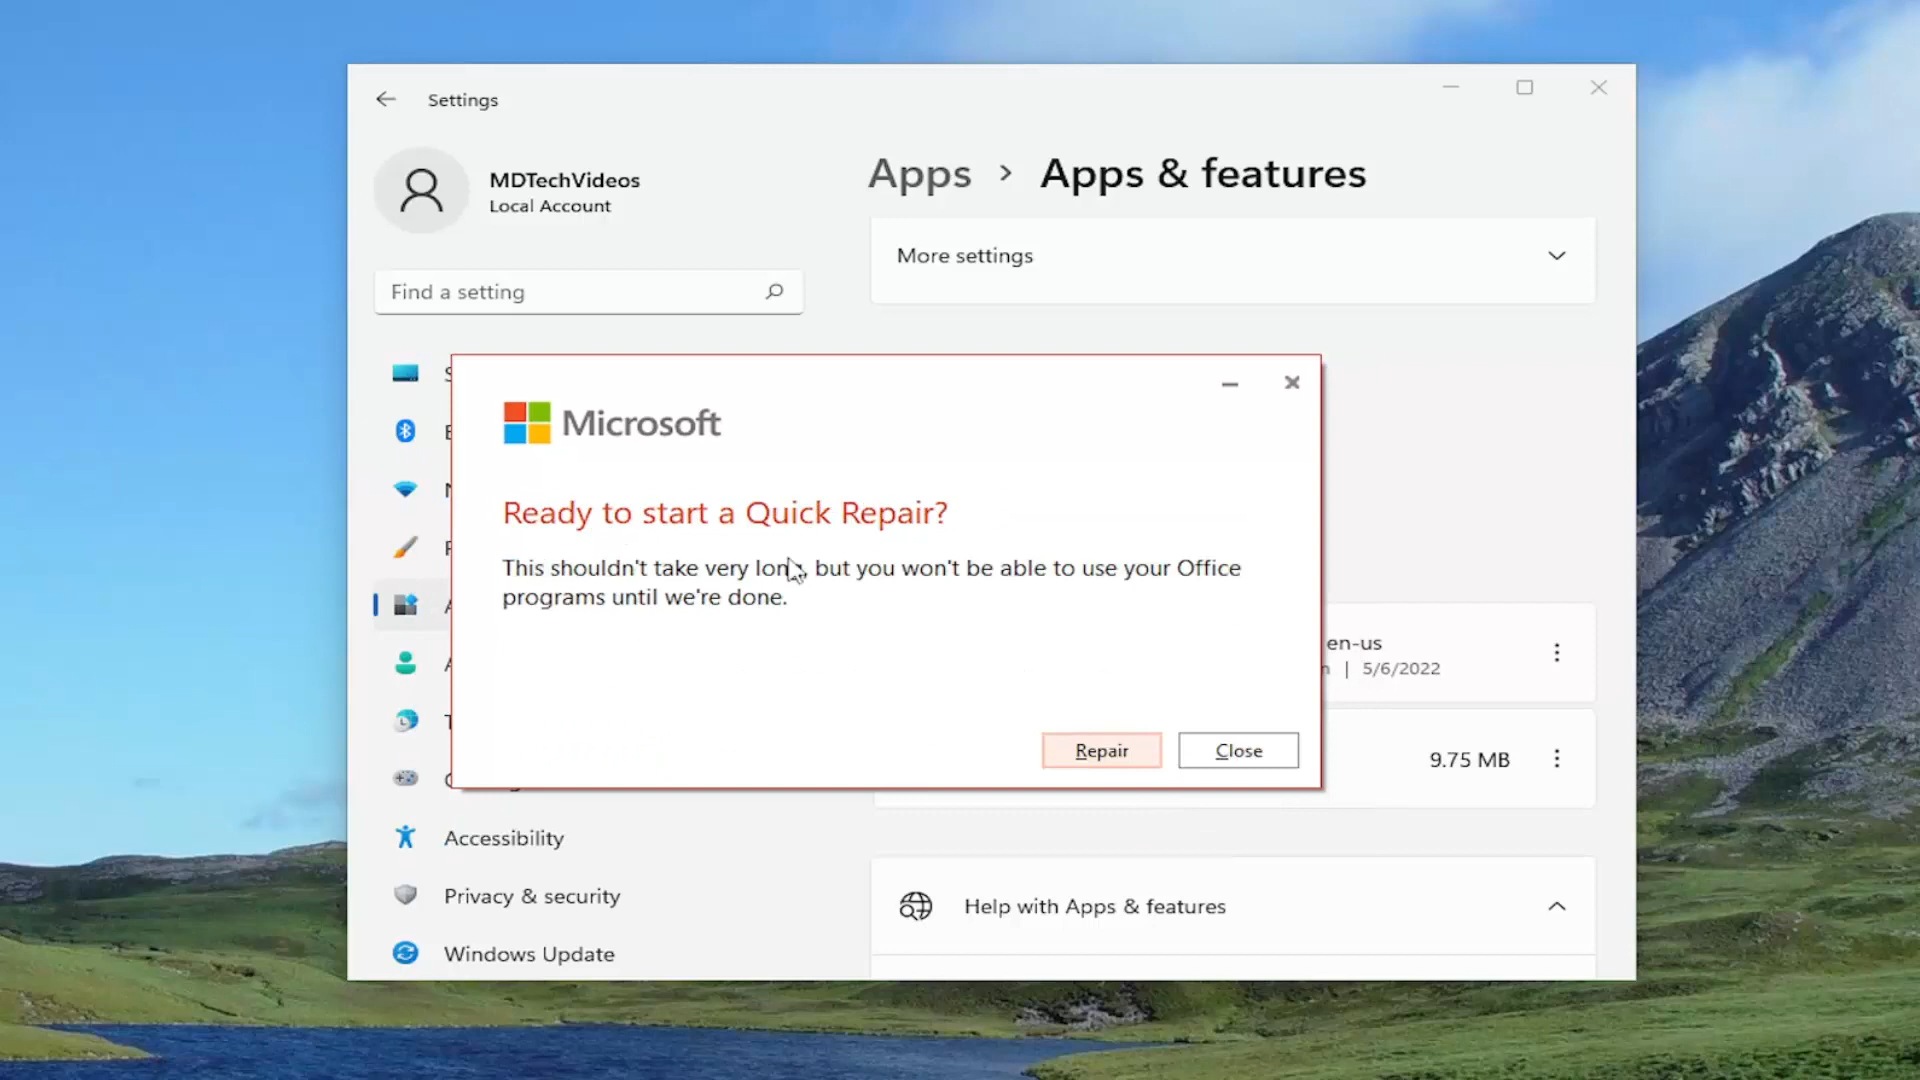 Settings
MDTechVideos
Local Account
Find a setting
Apps > Apps & features
More settings
Microsoft
Ready to start a Quick Repair?
This shouldn't take very long, but you won't be able to use your Office
programs until we're done.
Repair
Close
en-us
| 5/6/2022
9.75 MB
Accessibility
Privacy & security
Windows Update
Help with Apps & features